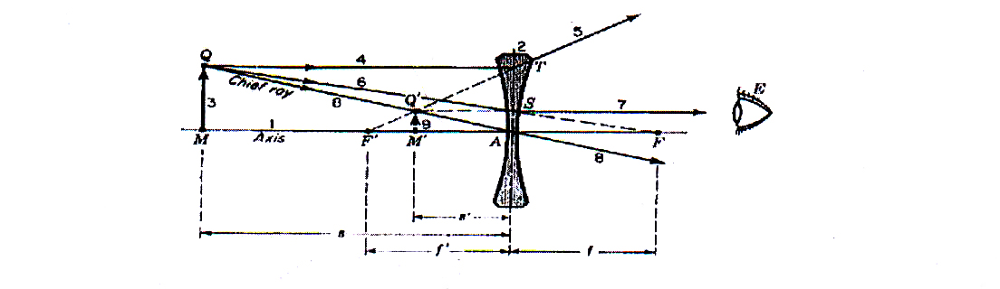 5
2
Q 4 T
Chief ray 6
3 8 Q' S 7 E
1 9
M Axis F' M' A F
8
s'
s
f' f